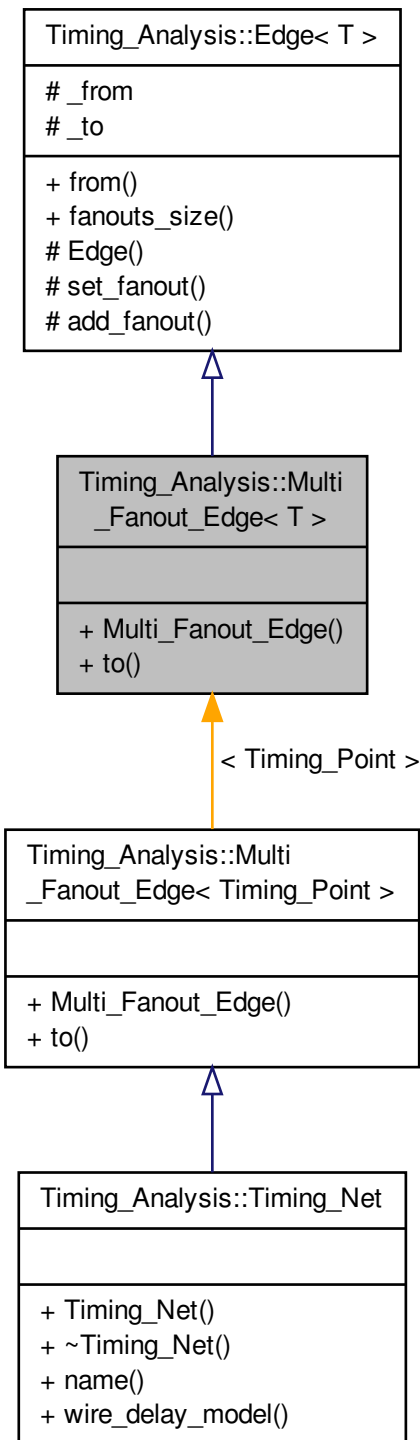 Timing_Analysis::Edge< T >
# _from
# _to
+ from()
+ fanouts_size()
# Edge()
# set_fanout()
# add_fanout()
Timing_Analysis::Multi
_Fanout_Edge< T >
+ Multi_Fanout_Edge()
+ to()
< Timing_Point >
Timing_Analysis::Multi
_Fanout_Edge< Timing_Point >
+ Multi_Fanout_Edge()
+ to()
Timing_Analysis::Timing_Net
+ Timing_Net()
+ ~Timing_Net()
+ name()
+ wire_delay_model()